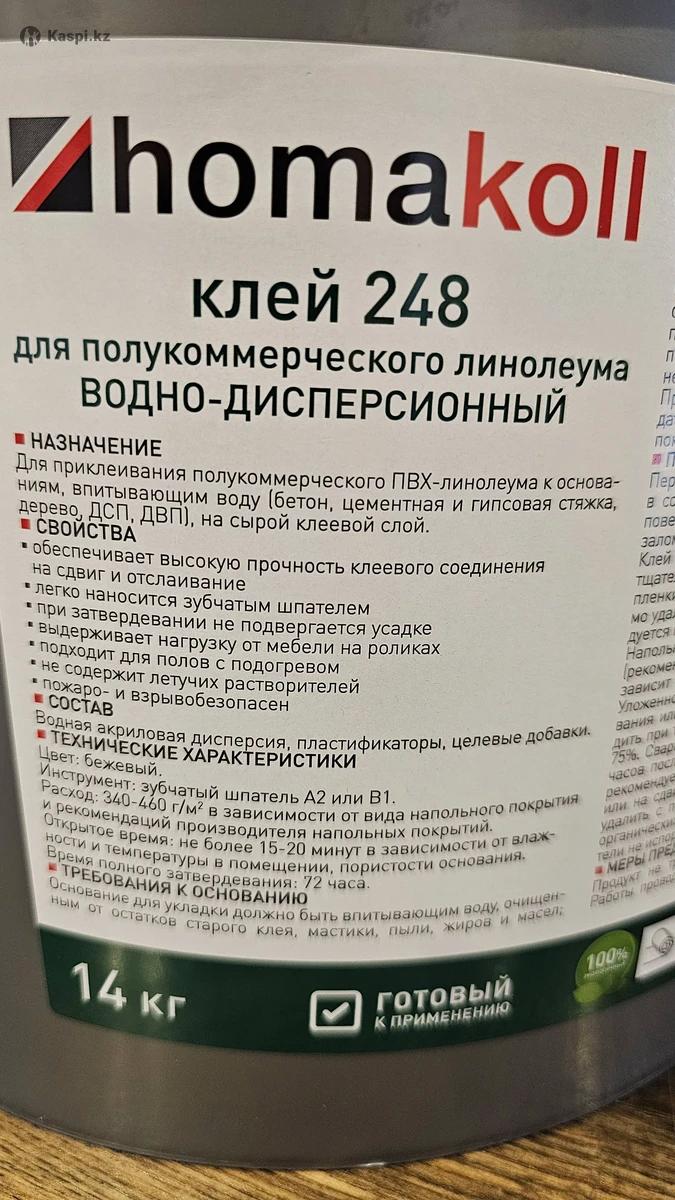 Kaspi.kz
homakoll
клей 248
для полукоммерческого линолеума
ВОДНО-ДИСПЕРСИОННЫЙ
НАЗНАЧЕНИЕ
Для приклеивания полукоммерческого ПВХ-линолеума к основа-
ниям, впитывающим воду (бетон, цементная и гипсовая стяжка,
дерево, ДСП, ДВП), на сырой клеевой слой.
СВОЙСТВА
обеспечивает высокую прочность клеевого соединения
на сдвиг и отслаивание
легко наносится зубчатым шпателем
при затвердевании не подвергается усадке
выдерживает нагрузку от мебели на роликах
подходит для полов с подогревом
не содержит летучих растворителей
пожаро- и взрывобезопасен
СОСТАВ
Водная акриловая дисперсия, пластификаторы, целевые добавки.
ТЕХНИЧЕСКИЕ ХАРАКТЕРИСТИКИ
Цвет: бежевый.
Инструмент: зубчатый шпатель А2 или В1.
Расход: 340-460 г/м² в зависимости от вида напольного покрытия
и рекомендаций производителя напольных покрытий.
Открытое время: не более 15-20 минут в зависимости от влаж-
ности и температуры в помещении, пористости основания.
Время полного затвердевания: 72 часа.
ТРЕБОВАНИЯ К ОСНОВАНИЮ
Основание для укладки должно быть впитывающим воду, очищен-
ным от остатков старого клея, мастики, пыли, жиров и масел;
14 кг
ГОТОВЫЙ
К ПРИМЕНЕНИЮ
100%